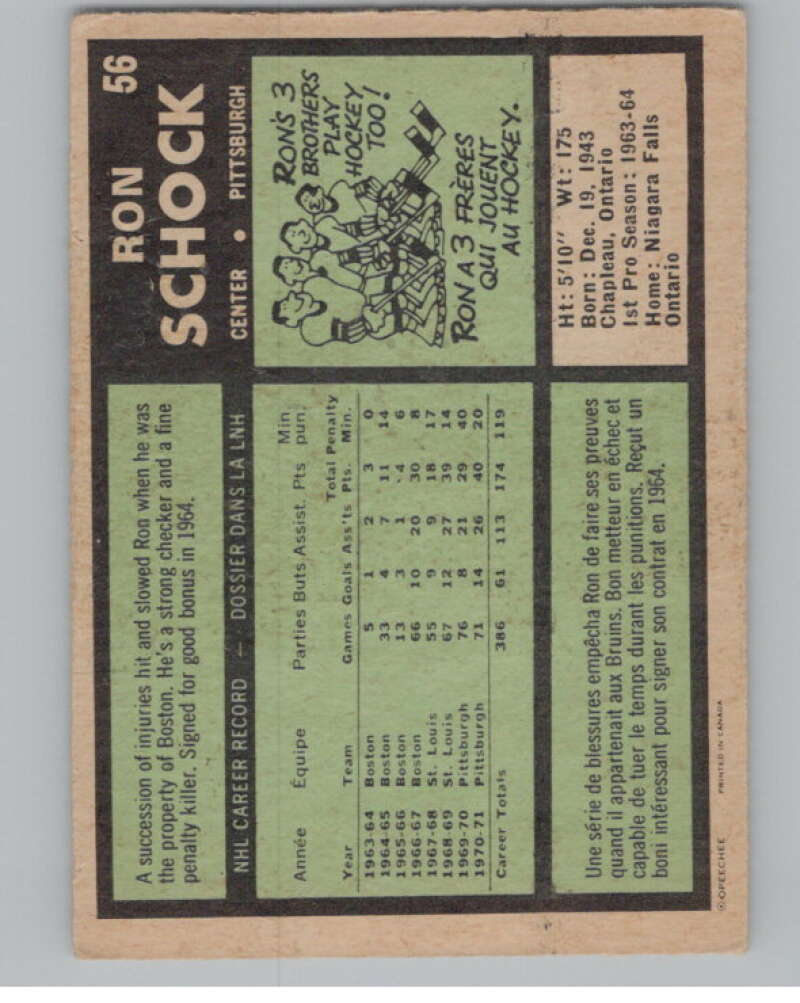 56
RON
SCHOCK
CENTER • PITTSBURGH
A succession of injuries hit and slowed Ron when he was
the property of Boston. He's a strong checker and a fine
penalty killer. Signed for good bonus in 1964.
NHL CAREER RECORD — DOSSIER DANS LA LNH
Année Équipe Parties Buts Assist. Pts Min. pun.
Year Team Games Goals Ass'ts Total Pts. Penalty Min.
1963-64 Boston 5 1 2 3 0
1964-65 Boston 33 4 7 11 14
1965-66 Boston 13 3 1 4 6
1966-67 Boston 66 10 20 30 8
1967-68 St. Louis 55 9 9 18 17
1968-69 St. Louis 67 12 27 39 14
1969-70 Pittsburgh 76 8 21 29 40
1970-71 Pittsburgh 71 14 26 40 20
Career Totals 386 61 113 174 119
RON'S 3
BROTHERS
PLAY
HOCKEY
TOO!
RON A 3 FRÈRES
QUI JOUENT
AU HOCKEY.
Une série de blessures empêcha Ron de faire ses preuves
quand il appartenait aux Bruins. Bon metteur en échec et
capable de tuer le temps durant les punitions. Reçut un
boni intéressant pour signer son contrat en 1964.
Ht: 5'10" Wt: 175
Born: Dec. 19, 1943
Chapleau, Ontario
1st Pro Season: 1963-64
Home: Niagara Falls
Ontario
© OPEECHEE PRINTED IN CANADA